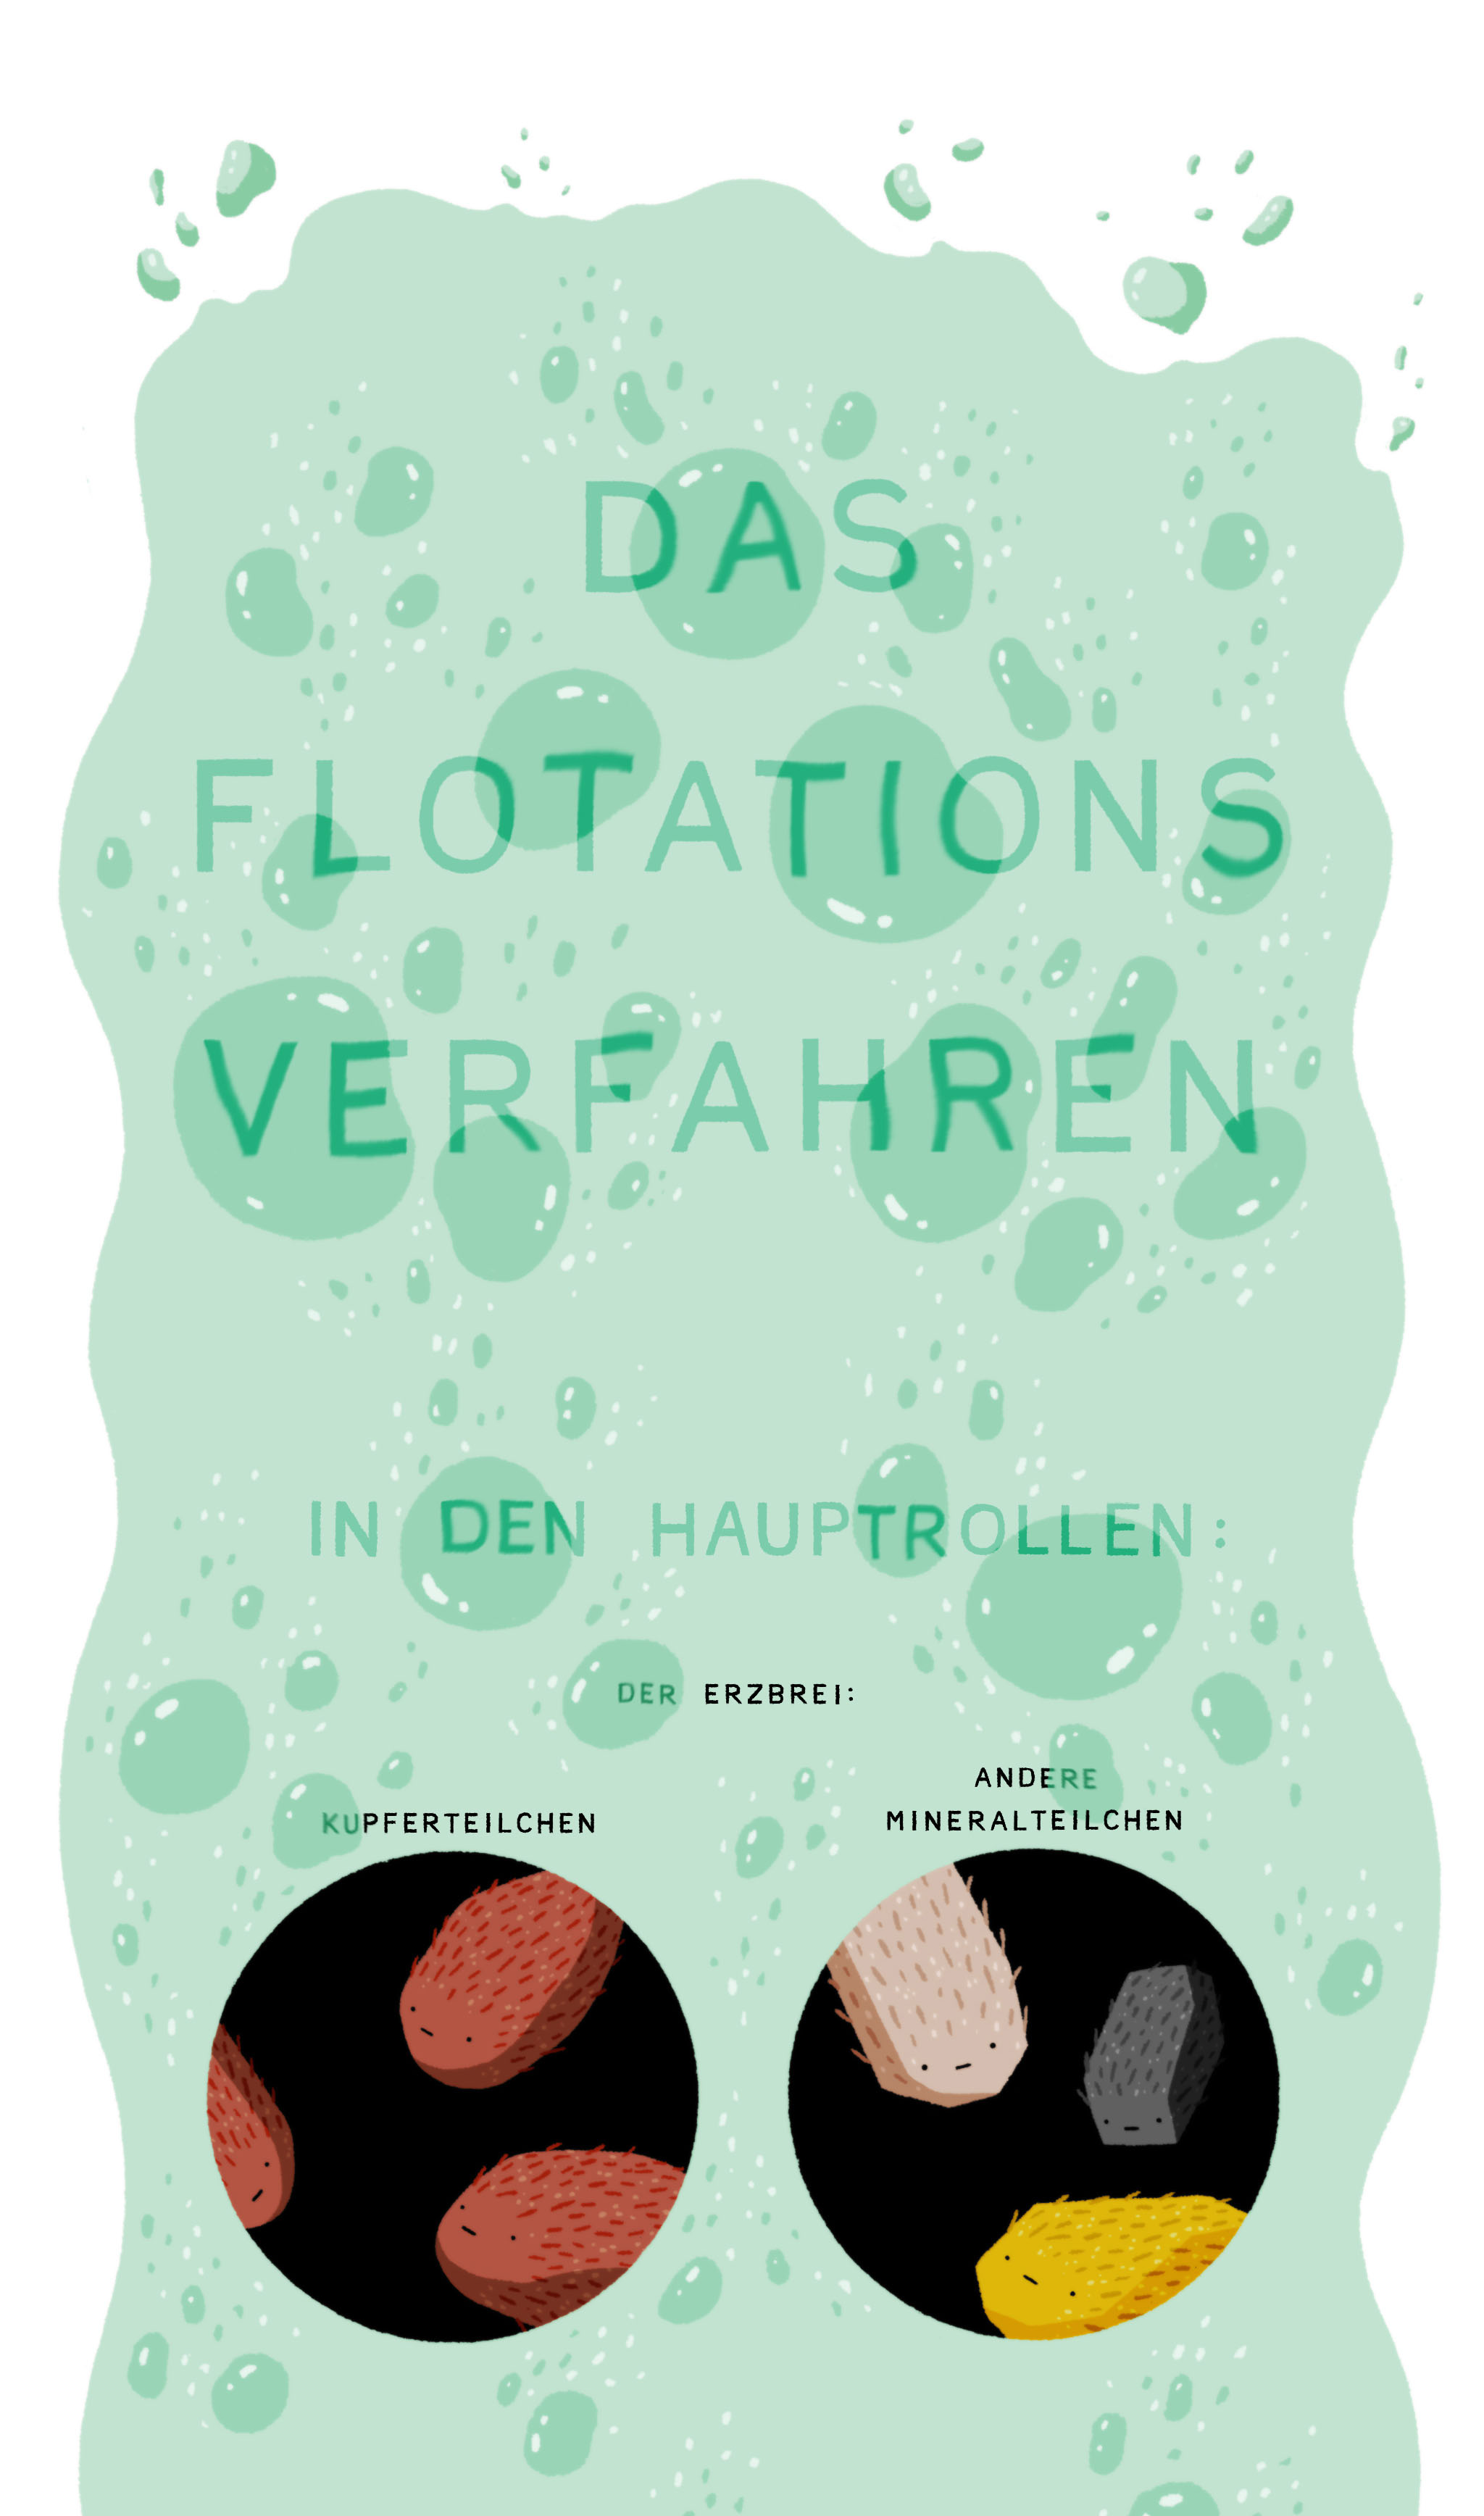 DAS
FLOTATIONS
VERFAHREN
IN DEN HAUPTROLLEN:
DER ERZBREI:
KUPFERTEILCHEN
ANDERE
MINERALTEILCHEN